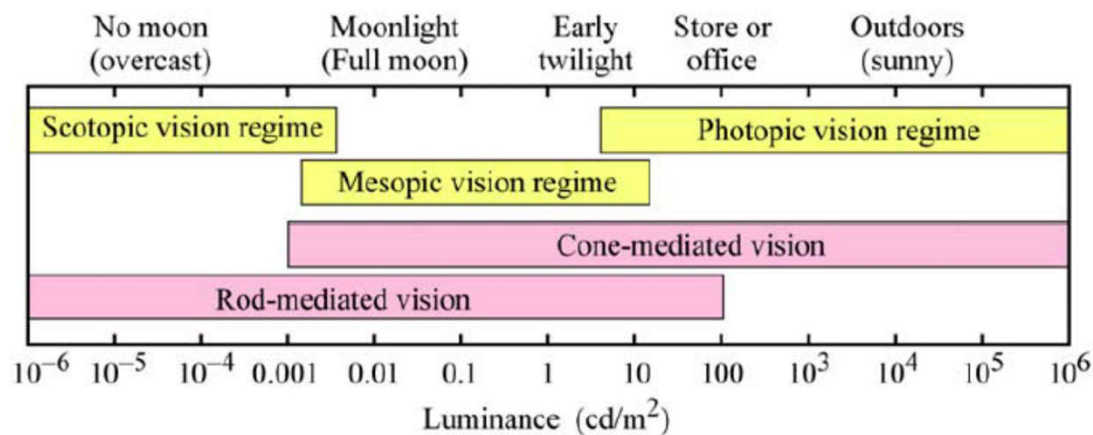 No moon
(overcast)
Moonlight
(Full moon)
Early
twilight
Store or
office
Outdoors
(sunny)
Scotopic vision regime
Photopic vision regime
Mesopic vision regime
Cone-mediated vision
Rod-mediated vision
10⁻⁶ 10⁻⁵ 10⁻⁴ 0.001 0.01 0.1 1 10 100 10³ 10⁴ 10⁵ 10⁶
Luminance (cd/m²)